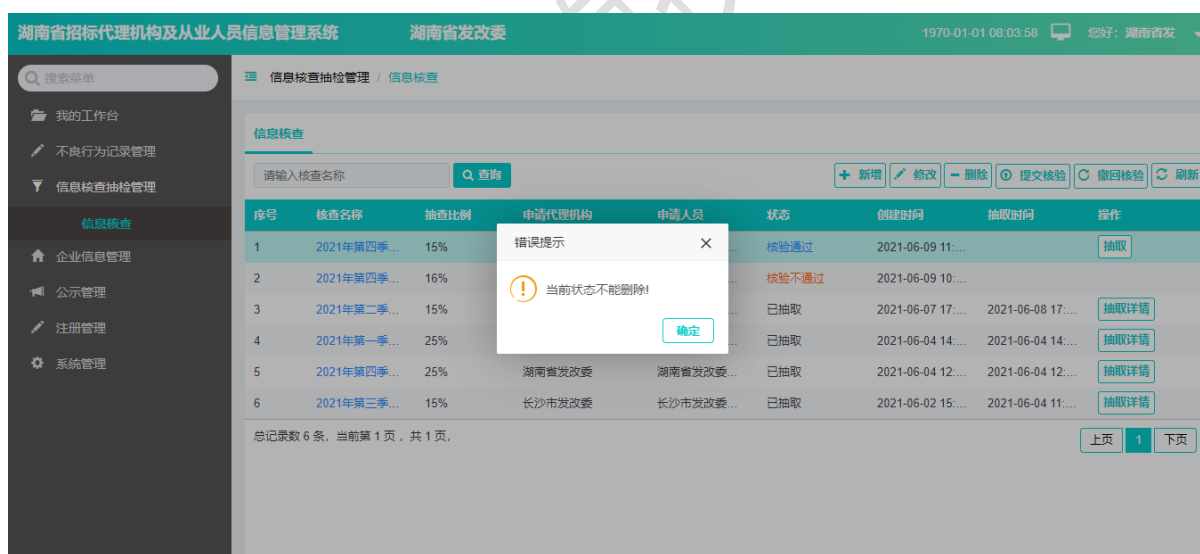 湖南省招标代理机构及从业人员信息管理系统 湖南省发改委 1970-01-01 08:03:58 您好：湖南省发
搜索菜单
信息核查抽检管理 / 信息核查
我的工作台
不良行为记录管理
信息核查抽检管理
信息核查
企业信息管理
公示管理
注册管理
系统管理
信息核查
请输入核查名称 查询 新增 修改 删除 提交核验 撤回核验 刷新
序号 核查名称 抽查比例 申请代理机构 申请人员 状态 创建时间 抽取时间 操作
1 2021年第四季... 15% 核验通过 2021-06-09 11:... 抽取
2 2021年第四季... 16% 核验不通过 2021-06-09 10:...
3 2021年第二季... 15% 已抽取 2021-06-07 17:... 2021-06-08 17:... 抽取详情
4 2021年第一季... 25% 已抽取 2021-06-04 14:... 2021-06-04 14:... 抽取详情
5 2021年第四季... 25% 湖南省发改委 湖南省发改委... 已抽取 2021-06-04 12:... 2021-06-04 12:... 抽取详情
6 2021年第三季... 15% 长沙市发改委 长沙市发改委... 已抽取 2021-06-02 15:... 2021-06-04 11:... 抽取详情
错误提示
当前状态不能删除!
确定
总记录数 6 条, 当前第 1 页 , 共 1 页,
上页 1 下页